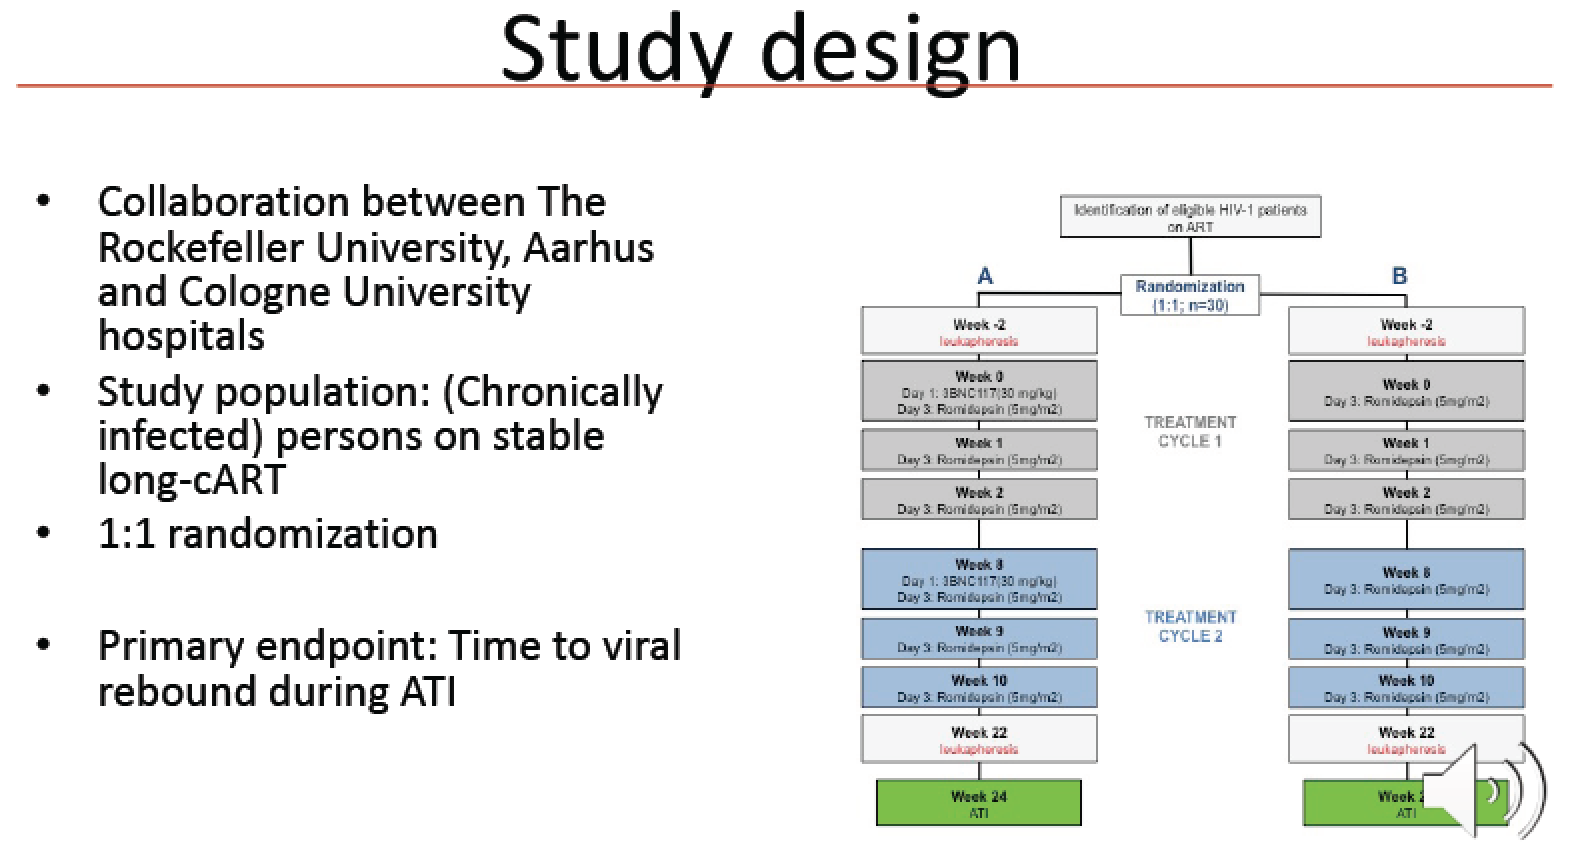 Study design
• Collaboration between The
Rockefeller University, Aarhus
and Cologne University
hospitals
• Study population: (Chronically
infected) persons on stable
long-cART
• 1:1 randomization
• Primary endpoint: Time to viral
rebound during ATI
Identification of eligible HIV-1 patients
on ART
Randomization
(1:1; n=30)
A
Week -2
leukapheresis
Week 0
Day 1: 3BNC117(30 mg/kg)
Day 3: Romidepsin (5mg/m2)
Week 1
Day 3: Romidepsin (5mg/m2)
Week 2
Day 3: Romidepsin (5mg/m2)
Week 8
Day 1: 3BNC117(30 mg/kg)
Day 3: Romidepsin (5mg/m2)
Week 9
Day 3: Romidepsin (5mg/m2)
Week 10
Day 3: Romidepsin (5mg/m2)
Week 22
leukapheresis
Week 24
ATI
TREATMENT
CYCLE 1
TREATMENT
CYCLE 2
B
Week -2
leukapheresis
Week 0
Day 3: Romidepsin (5mg/m2)
Week 1
Day 3: Romidepsin (5mg/m2)
Week 2
Day 3: Romidepsin (5mg/m2)
Week 8
Day 3: Romidepsin (5mg/m2)
Week 9
Day 3: Romidepsin (5mg/m2)
Week 10
Day 3: Romidepsin (5mg/m2)
Week 22
leukapheresis
Week
ATI